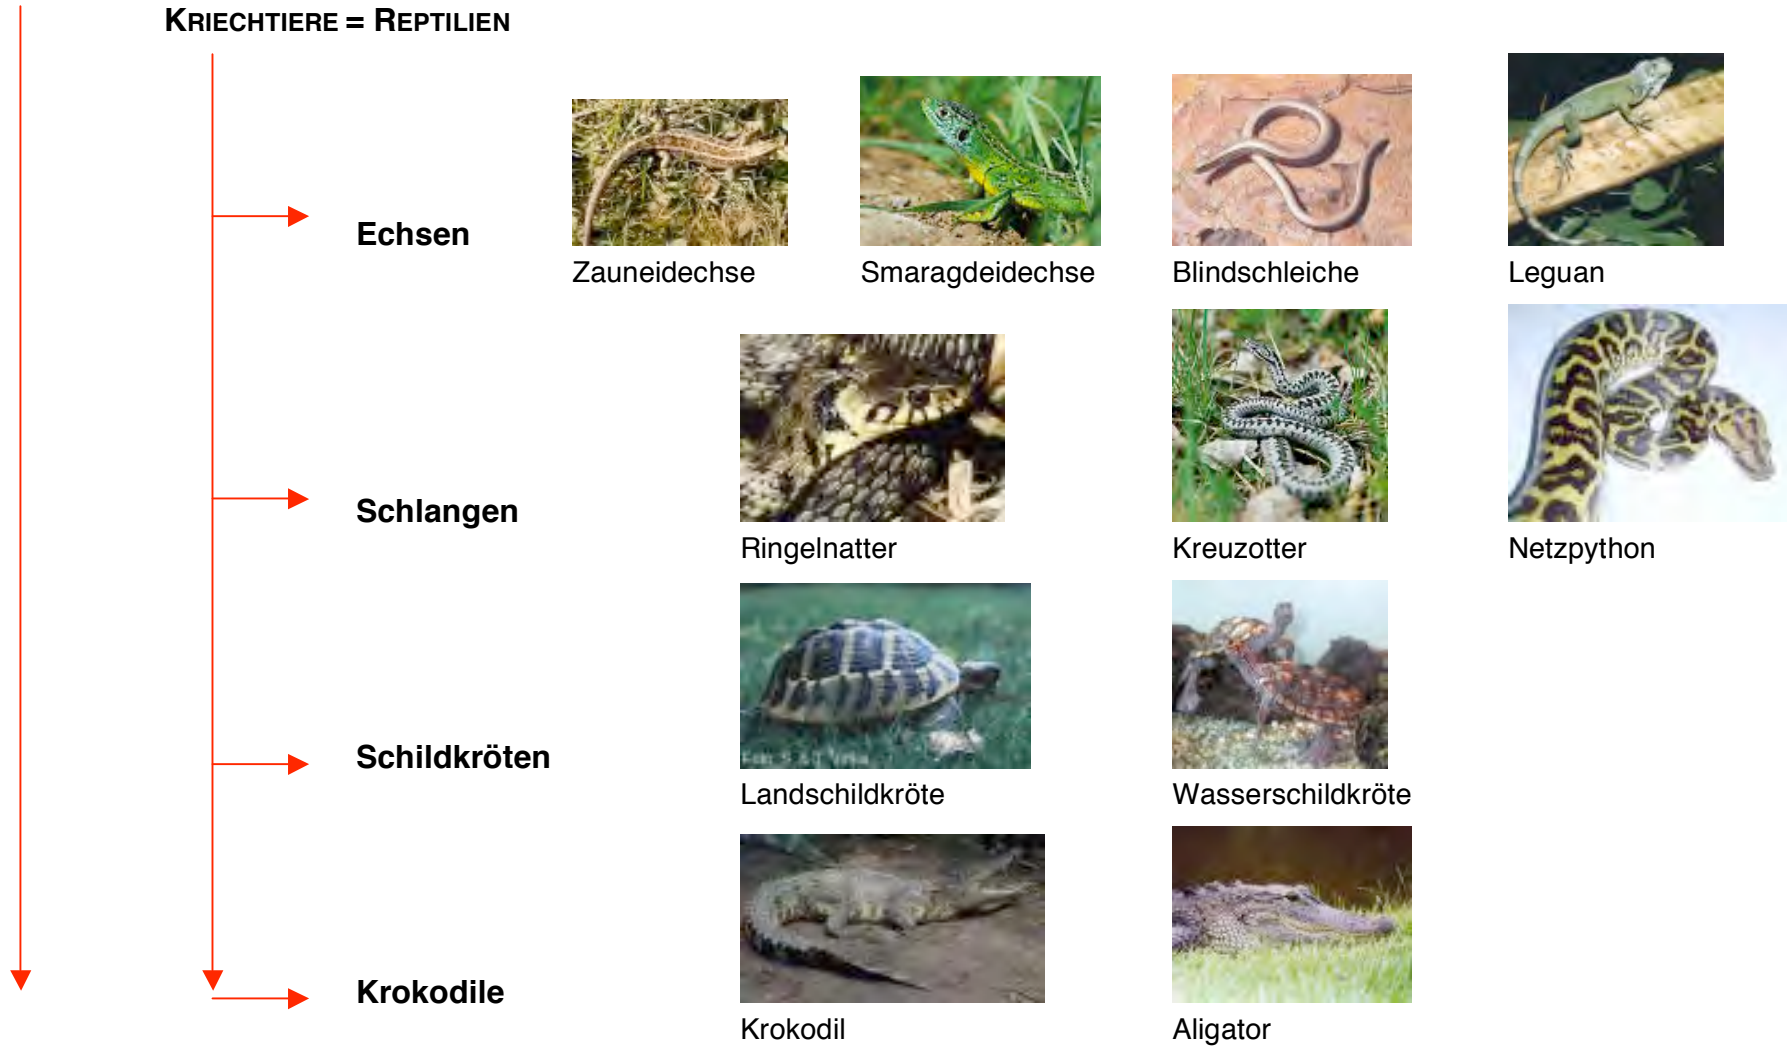 KRIECHTIERE = REPTILIEN
Echsen
Zauneidechse
Smaragdeidechse
Blindschleiche
Leguan
Schlangen
Ringelnatter
Kreuzotter
Netzpython
Schildkröten
Landschildkröte
Wasserschildkröte
Krokodile
Krokodil
Aligator